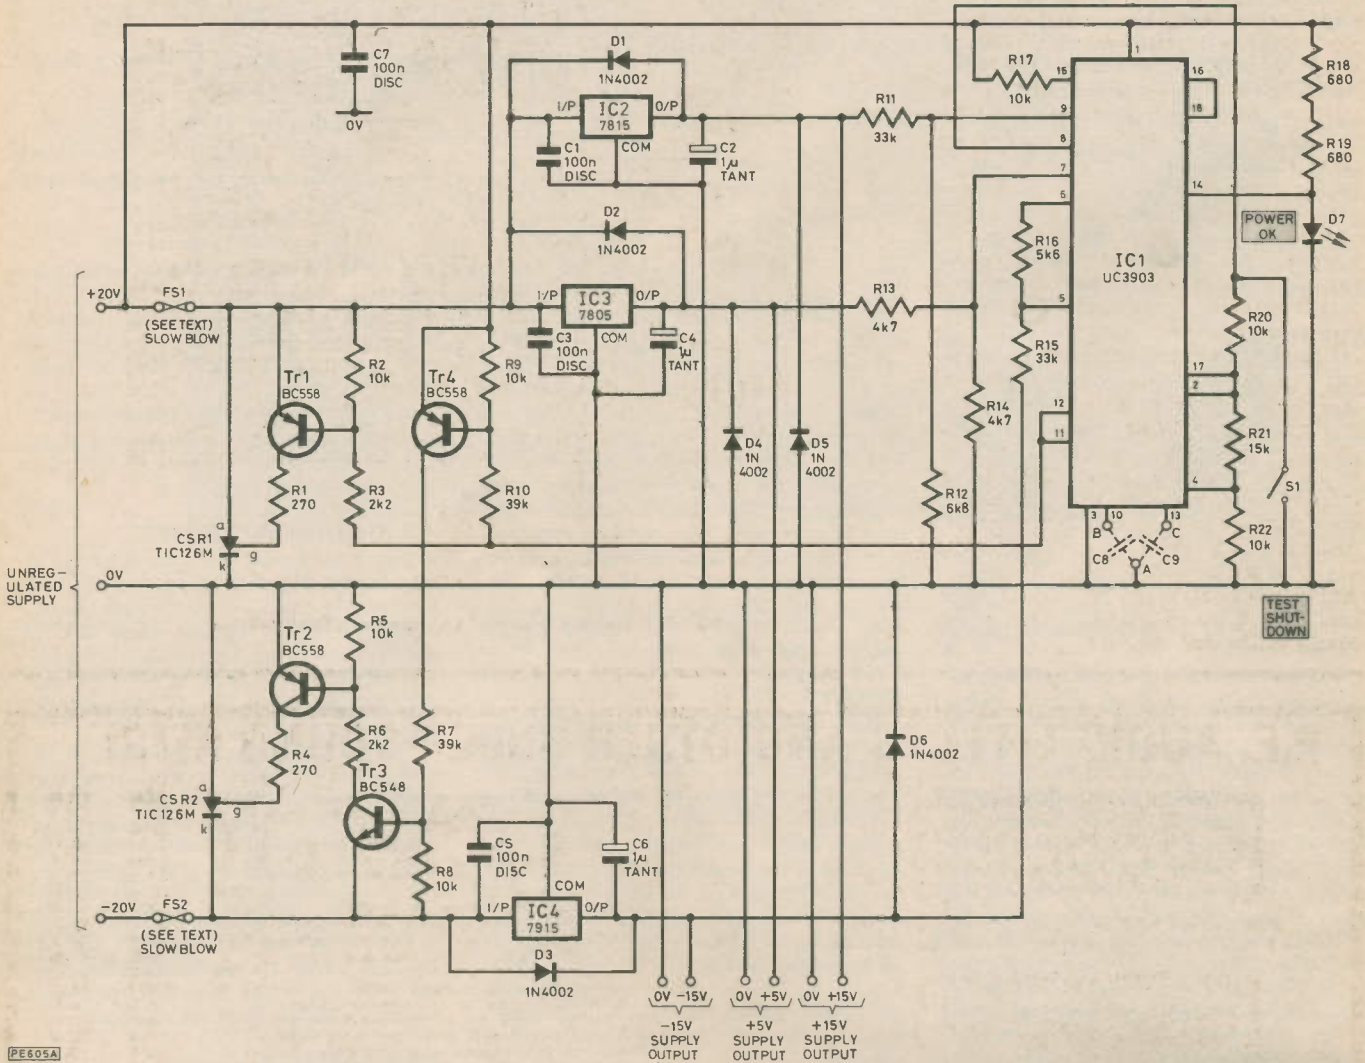 C7
100n
DISC
0V
D1
1N4002
I/P
IC2
7815
O/P
COM
C1
100n
DISC
C2
1µ
TANT
D2
1N4002
I/P
IC3
7805
O/P
COM
C3
100n
DISC
C4
1µ
TANT
R11
33k
R13
4k7
R17
10k
1
15
9
8
7
6
5
12
11
3
10
13
16
18
14
17
2
4
IC1
UC3903
R18
680
R19
680
POWER
OK
D7
R16
5k6
R15
33k
R14
4k7
R12
6k8
R20
10k
R21
15k
R22
10k
S1
B
C
C8
C9
A
TEST
SHUT-
DOWN
+20V
FS1
(SEE TEXT)
SLOW BLOW
Tr1
BC558
R2
10k
Tr4
BC558
R9
10k
R1
270
R3
2k2
R10
39k
D4
1N
4002
D5
1N
4002
a
CSR1
TIC126M
g
k
UNREG-
ULATED
SUPPLY
0V
Tr2
BC558
R5
10k
R4
270
R6
2k2
R7
39k
Tr3
BC548
a
CSR2
TIC126M
g
k
R8
10k
C5
100n
DISC
C6
1µ
TANT
D6
1N4002
-20V
FS2
(SEE TEXT)
SLOW BLOW
I/P
COM
IC4
7915
O/P
D3
1N4002
0V -15V
-15V
SUPPLY
OUTPUT
0V +5V
+5V
SUPPLY
OUTPUT
0V +15V
+15V
SUPPLY
OUTPUT
PE605A